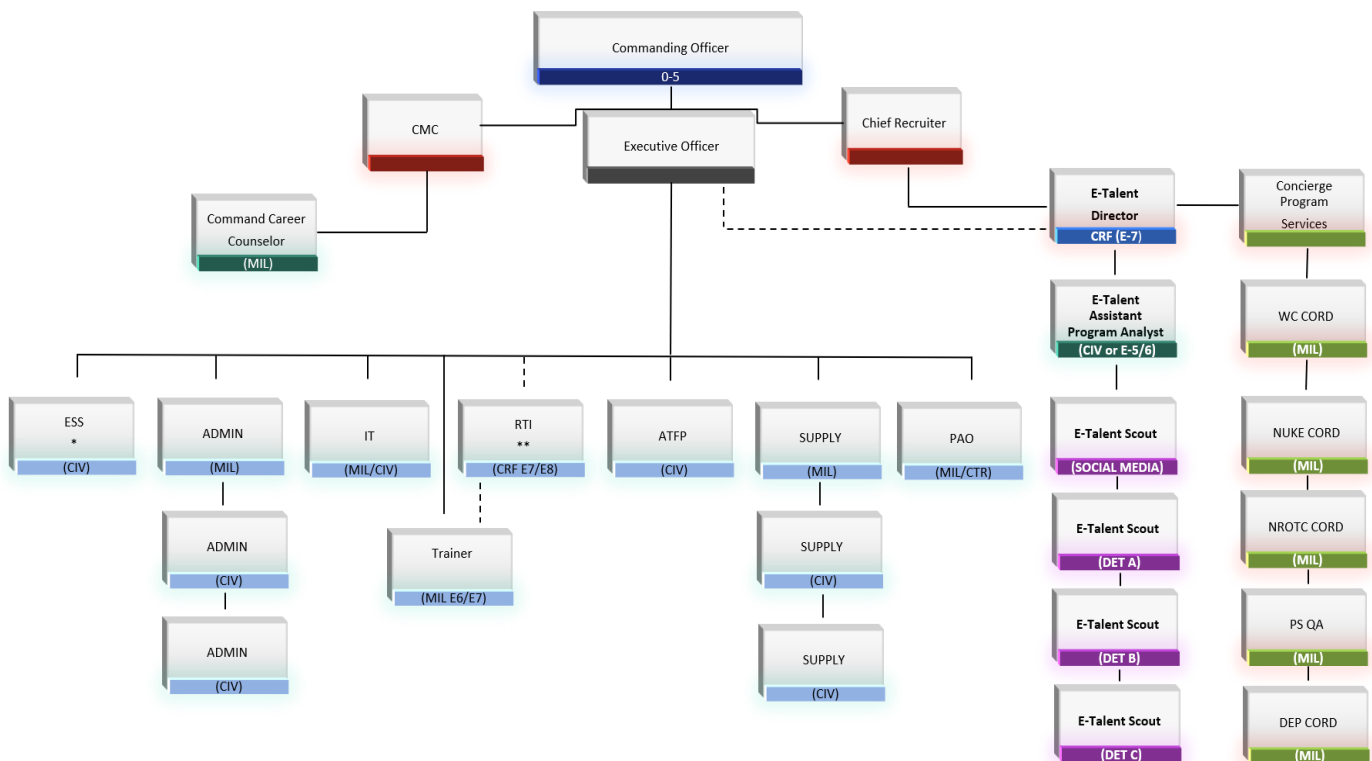 Commanding Officer
0-5
CMC
Executive Officer
Chief Recruiter
Command Career
Counselor
(MIL)
E-Talent
Director
CRF (E-7)
Concierge
Program
Services
E-Talent
Assistant
Program Analyst
(CIV or E-5/6)
WC CORD
(MIL)
ESS
*
(CIV)
ADMIN
(MIL)
IT
(MIL/CIV)
RTI
**
(CRF E7/E8)
ATFP
(CIV)
SUPPLY
(MIL)
PAO
(MIL/CTR)
E-Talent Scout
(SOCIAL MEDIA)
NUKE CORD
(MIL)
ADMIN
(CIV)
Trainer
(MIL E6/E7)
SUPPLY
(CIV)
E-Talent Scout
(DET A)
NROTC CORD
(MIL)
ADMIN
(CIV)
SUPPLY
(CIV)
E-Talent Scout
(DET B)
PS QA
(MIL)
E-Talent Scout
(DET C)
DEP CORD
(MIL)